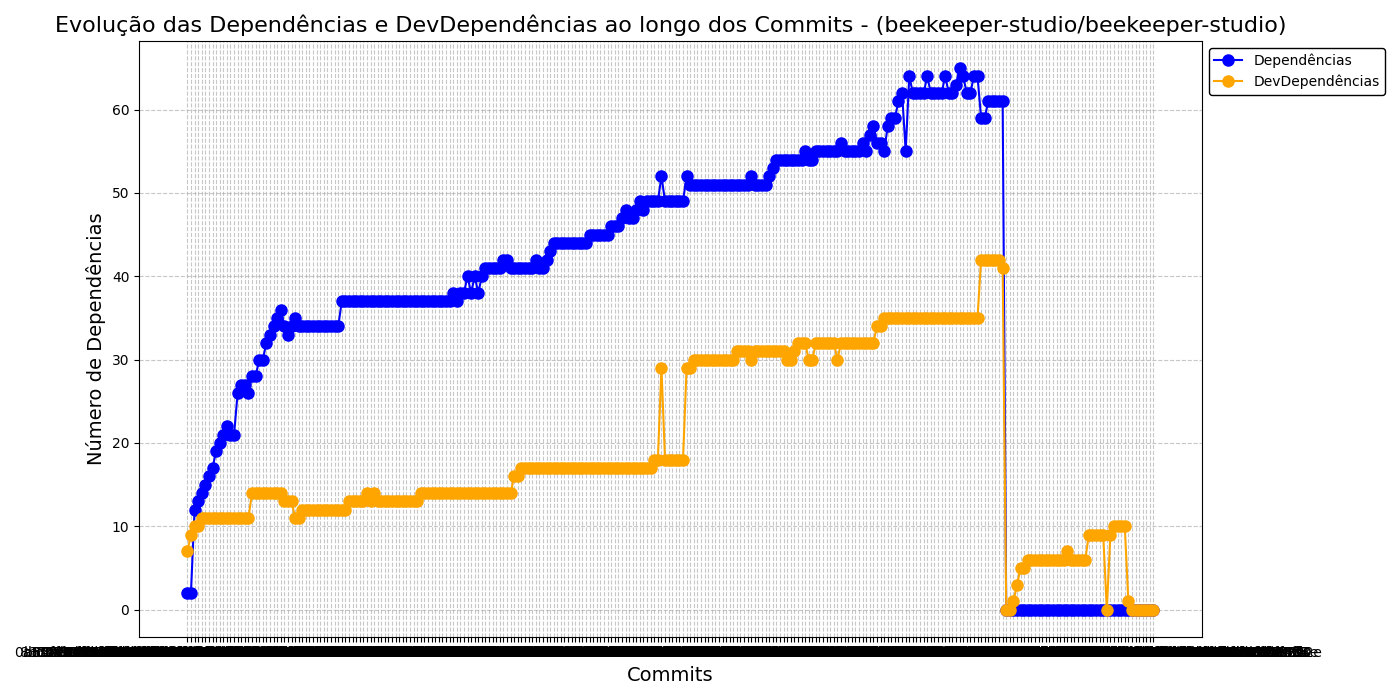 Evolução das Dependências e DevDependências ao longo dos Commits - (beekeeper-studio/beekeeper-studio)
Dependências
DevDependências
Número de Dependências
60
50
40
30
20
10
0
Commits